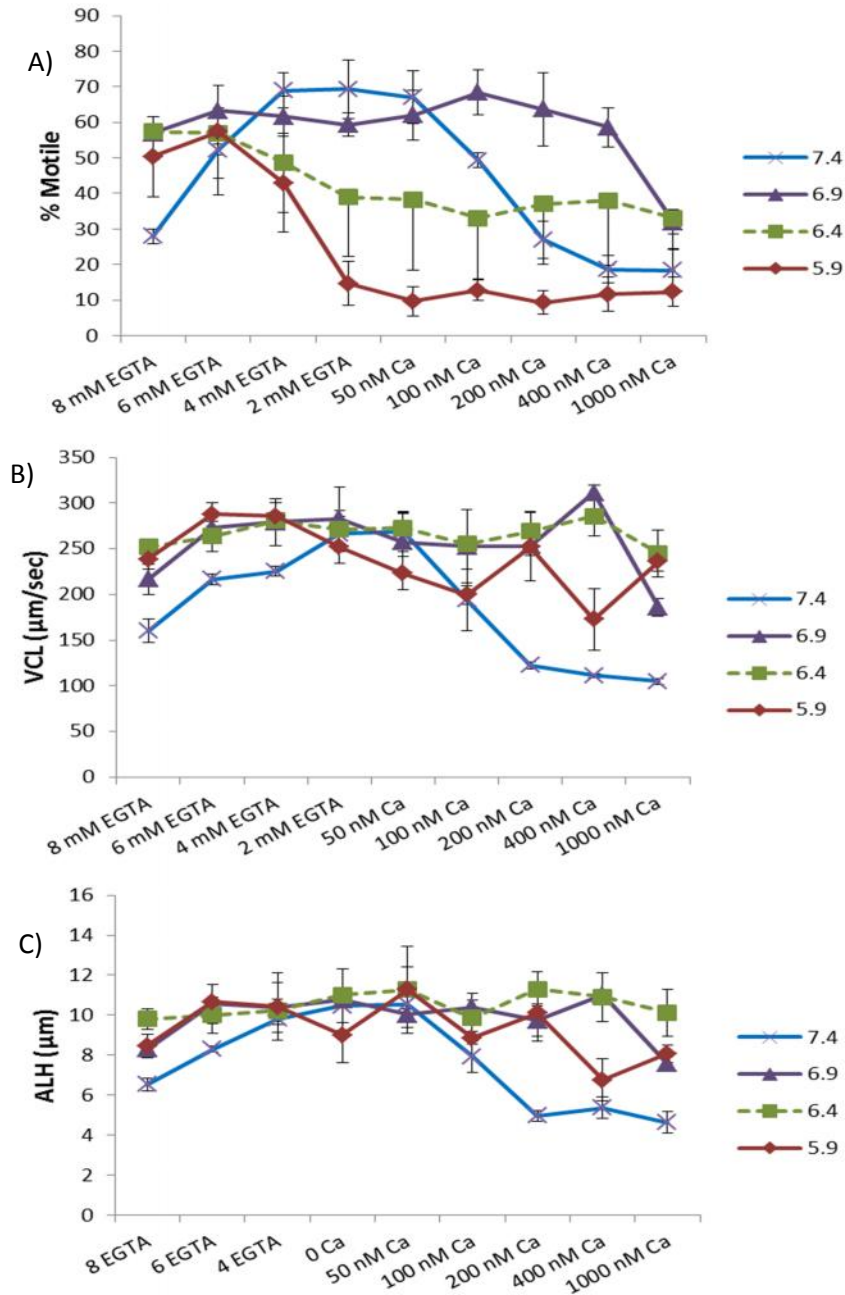 A)
% Motile
90
80
70
60
50
40
30
20
10
0
8 mM EGTA
6 mM EGTA
4 mM EGTA
2 mM EGTA
50 nM Ca
100 nM Ca
200 nM Ca
400 nM Ca
1000 nM Ca
7.4
6.9
6.4
5.9
B)
VCL (µm/sec)
350
300
250
200
150
100
50
0
8 mM EGTA
6 mM EGTA
4 mM EGTA
2 mM EGTA
50 nM Ca
100 nM Ca
200 nM Ca
400 nM Ca
1000 nM Ca
7.4
6.9
6.4
5.9
C)
ALH (µm)
16
14
12
10
8
6
4
2
0
8 EGTA
6 EGTA
4 EGTA
0 Ca
50 nM Ca
100 nM Ca
200 nM Ca
400 nM Ca
1000 nM Ca
7.4
6.9
6.4
5.9